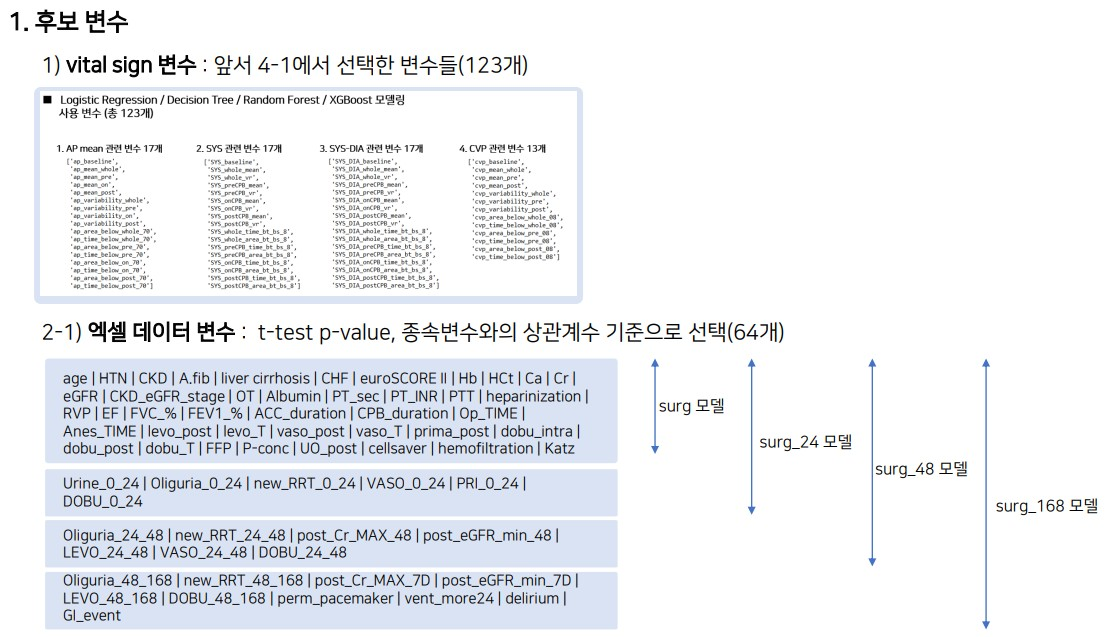 1. 후보 변수
1) vital sign 변수 : 앞서 4-1에서 선택한 변수들(123개)
■ Logistic Regression / Decision Tree / Random Forest / XGBoost 모델링
사용 변수 (총 123개)
1. AP mean 관련 변수 17개
['ap_baseline',
'ap_mean_whole',
'ap_mean_pre',
'ap_mean_on',
'ap_mean_post',
'ap_variability_whole',
'ap_variability_pre',
'ap_variability_on',
'ap_variability_post',
'ap_area_below_whole_70',
'ap_time_below_whole_70',
'ap_area_below_pre_70',
'ap_time_below_pre_70',
'ap_area_below_on_70',
'ap_time_below_on_70',
'ap_area_below_post_70',
'ap_time_below_post_70']
2. SYS 관련 변수 17개
['SYS_baseline',
'SYS_whole_mean',
'SYS_whole_vr',
'SYS_preCPB_mean',
'SYS_preCPB_vr',
'SYS_onCPB_mean',
'SYS_onCPB_vr',
'SYS_postCPB_mean',
'SYS_postCPB_vr',
'SYS_whole_time_bt_bs_8',
'SYS_whole_area_bt_bs_8',
'SYS_preCPB_time_bt_bs_8',
'SYS_preCPB_area_bt_bs_8',
'SYS_onCPB_time_bt_bs_8',
'SYS_onCPB_area_bt_bs_8',
'SYS_postCPB_time_bt_bs_8',
'SYS_postCPB_area_bt_bs_8']
3. SYS-DIA 관련 변수 17개
['SYS_DIA_baseline',
'SYS_DIA_whole_mean',
'SYS_DIA_whole_vr',
'SYS_DIA_preCPB_mean',
'SYS_DIA_preCPB_vr',
'SYS_DIA_onCPB_mean',
'SYS_DIA_onCPB_vr',
'SYS_DIA_postCPB_mean',
'SYS_DIA_postCPB_vr',
'SYS_DIA_whole_time_bt_bs_8',
'SYS_DIA_whole_area_bt_bs_8',
'SYS_DIA_preCPB_time_bt_bs_8',
'SYS_DIA_preCPB_area_bt_bs_8',
'SYS_DIA_onCPB_time_bt_bs_8',
'SYS_DIA_onCPB_area_bt_bs_8',
'SYS_DIA_postCPB_time_bt_bs_8',
'SYS_DIA_postCPB_area_bt_bs_8']
4. CVP 관련 변수 13개
['cvp_baseline',
'cvp_mean_whole',
'cvp_mean_pre',
'cvp_mean_post',
'cvp_variability_whole',
'cvp_variability_pre',
'cvp_variability_post',
'cvp_area_below_whole_08',
'cvp_time_below_whole_08',
'cvp_area_below_pre_08',
'cvp_time_below_pre_08',
'cvp_area_below_post_08',
'cvp_time_below_post_08']
2-1) 엑셀 데이터 변수 : t-test p-value, 종속변수와의 상관계수 기준으로 선택(64개)
age | HTN | CKD | A.fib | liver cirrhosis | CHF | euroSCORE II | Hb | HCt | Ca | Cr |
eGFR | CKD_eGFR_stage | OT | Albumin | PT_sec | PT_INR | PTT | heparinization |
RVP | EF | FVC_% | FEV1_% | ACC_duration | CPB_duration | Op_TIME |
Anes_TIME | levo_post | levo_T | vaso_post | vaso_T | prima_post | dobu_intra |
dobu_post | dobu_T | FFP | P-conc | UO_post | cellsaver | hemofiltration | Katz
Urine_0_24 | Oliguria_0_24 | new_RRT_0_24 | VASO_0_24 | PRI_0_24 |
DOBU_0_24
Oliguria_24_48 | new_RRT_24_48 | post_Cr_MAX_48 | post_eGFR_min_48 |
LEVO_24_48 | VASO_24_48 | DOBU_24_48
Oliguria_48_168 | new_RRT_48_168 | post_Cr_MAX_7D | post_eGFR_min_7D |
LEVO_48_168 | DOBU_48_168 | perm_pacemaker | vent_more24 | delirium |
GI_event
surg 모델
surg_24 모델
surg_48 모델
surg_168 모델